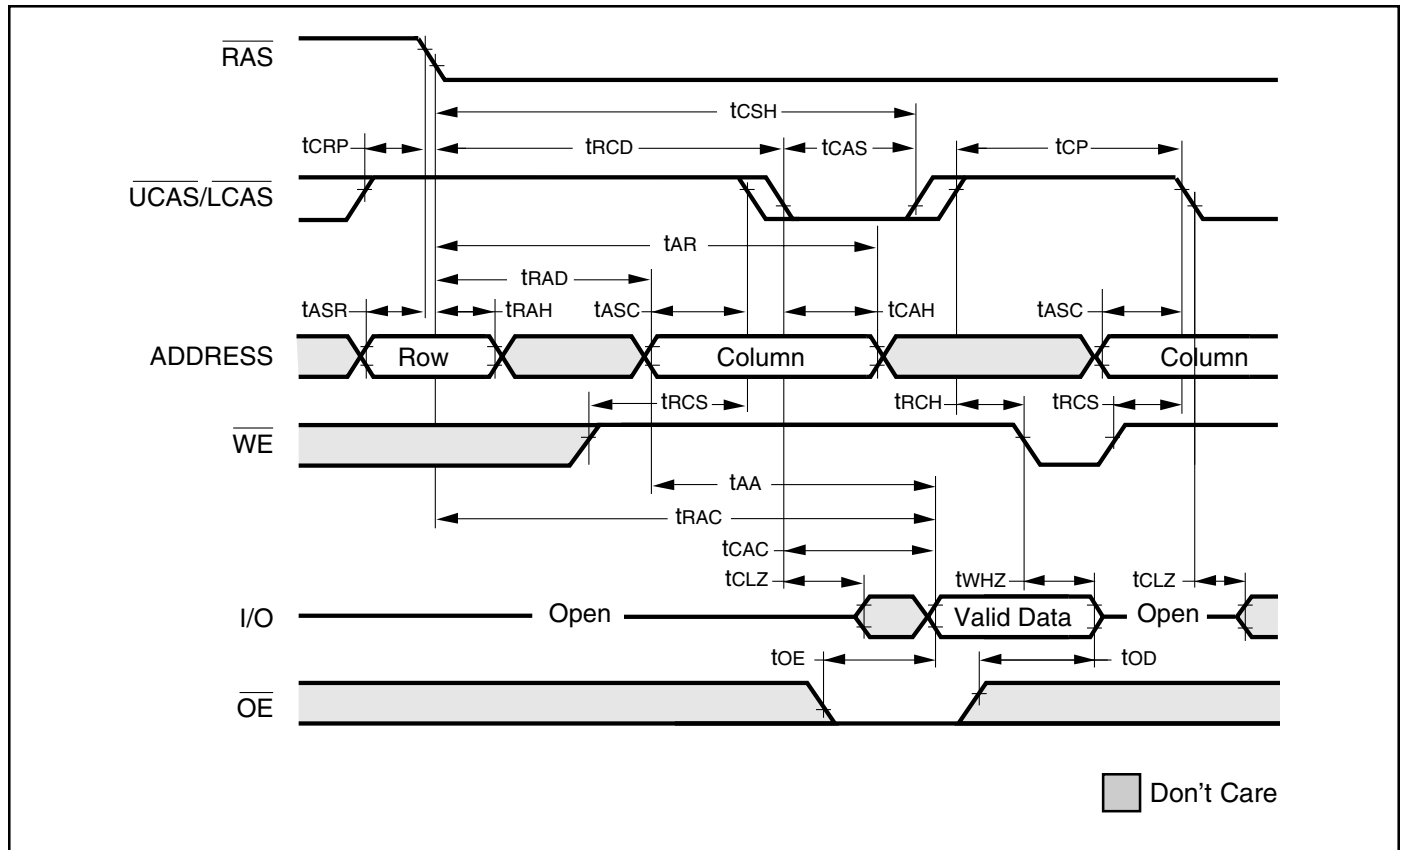 RAS
tCSH
tCRP
tRCD
tCAS
tCP
UCAS/LCAS
tAR
tRAD
tASR
tRAH
tASC
tCAH
tASC
ADDRESS
Row
Column
Column
tRCS
tRCH
tRCS
WE
tAA
tRAC
tCAC
tCLZ
tWHZ
tCLZ
I/O
Open
Valid Data
Open
tOE
tOD
OE
Don't Care